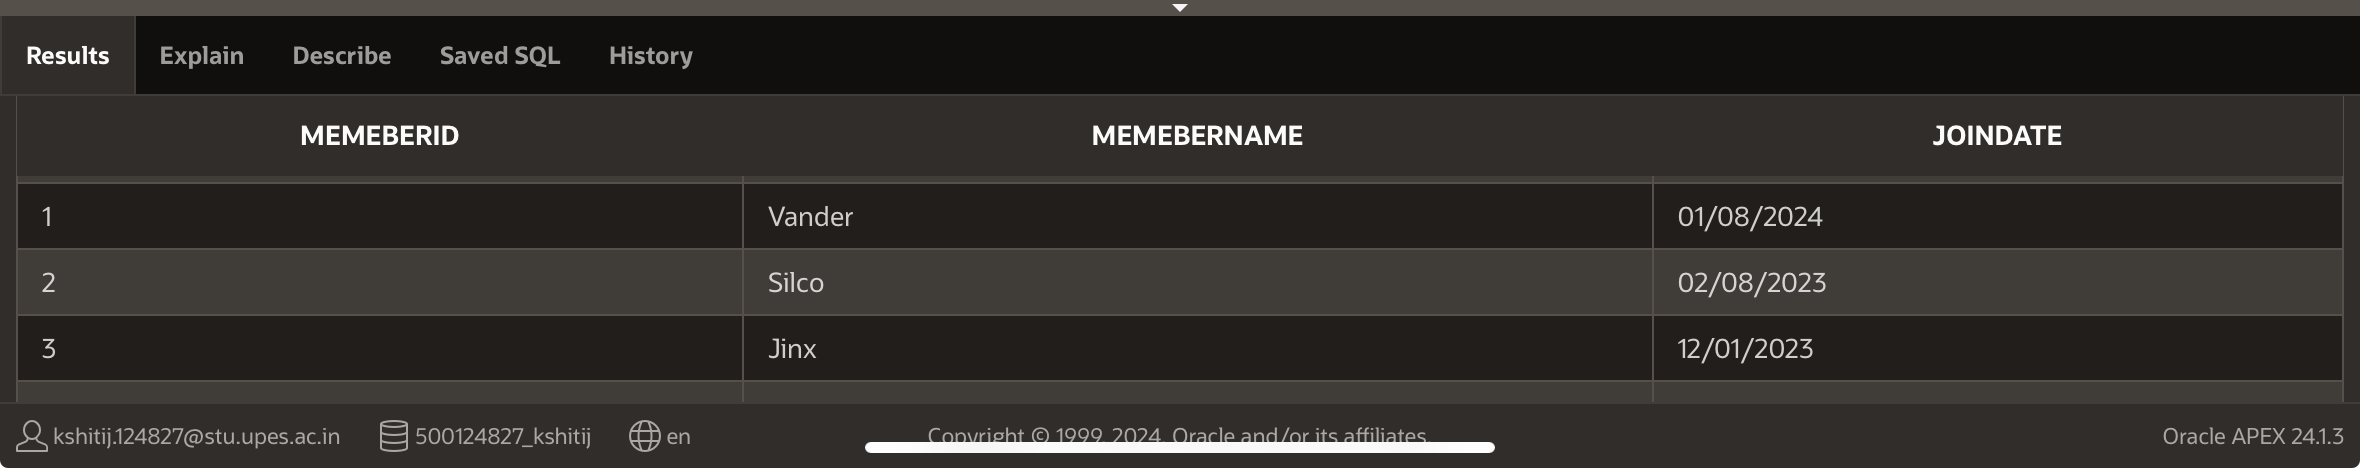 Results Explain Describe Saved SQL History
MEMEBERID MEMEBERNAME JOINDATE
1 Vander 01/08/2024
2 Silco 02/08/2023
3 Jinx 12/01/2023
kshitij.124827@stu.upes.ac.in 500124827_kshitij en Copyright © 1999, 2024, Oracle and/or its affiliates. Oracle APEX 24.1.3